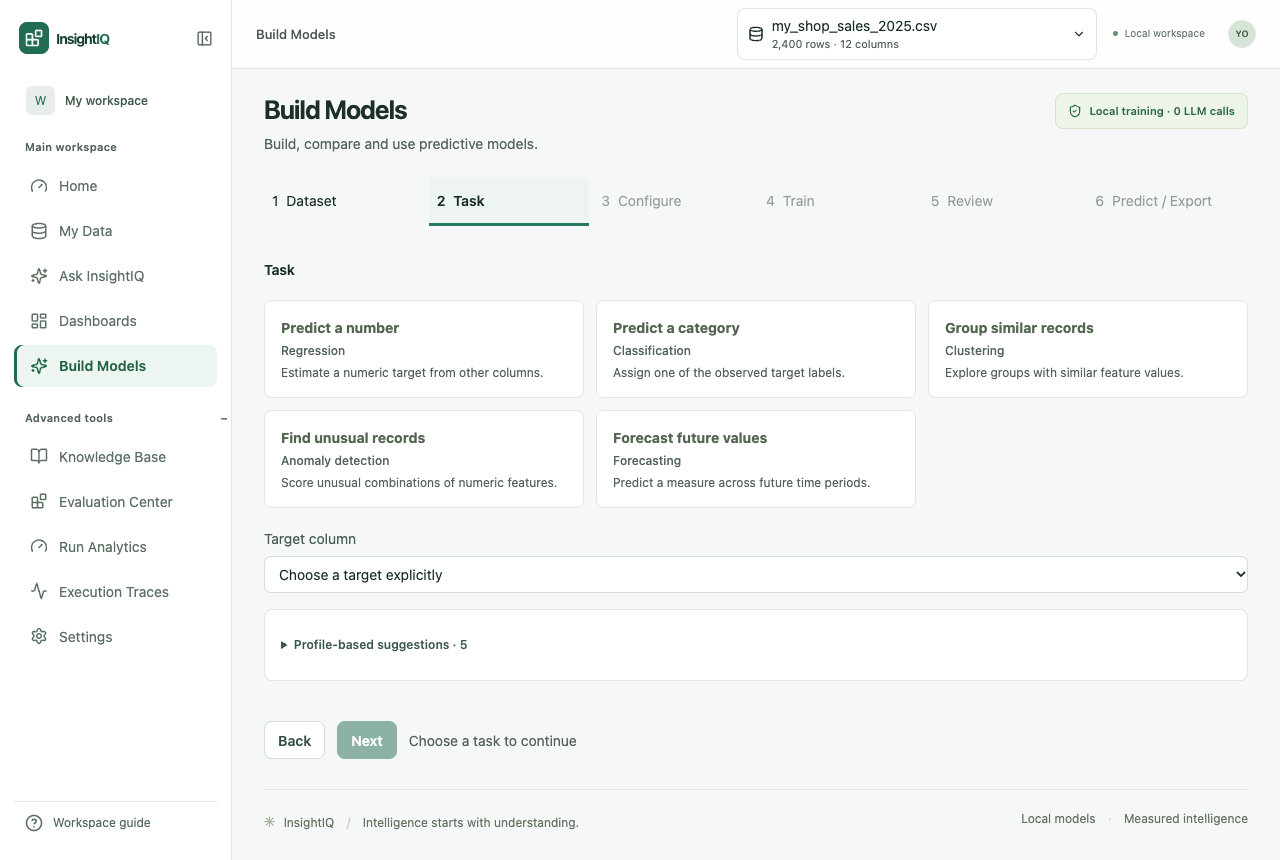 InsightIQ
W My workspace
Main workspace
Home
My Data
Ask InsightIQ
Dashboards
Build Models
Advanced tools
Knowledge Base
Evaluation Center
Run Analytics
Execution Traces
Settings
Workspace guide
Build Models
my_shop_sales_2025.csv
2,400 rows · 12 columns
Local workspace
YO
Build Models
Build, compare and use predictive models.
Local training · 0 LLM calls
1 Dataset
2 Task
3 Configure
4 Train
5 Review
6 Predict / Export
Task
Predict a number
Regression
Estimate a numeric target from other columns.
Predict a category
Classification
Assign one of the observed target labels.
Group similar records
Clustering
Explore groups with similar feature values.
Find unusual records
Anomaly detection
Score unusual combinations of numeric features.
Forecast future values
Forecasting
Predict a measure across future time periods.
Target column
Choose a target explicitly
Profile-based suggestions · 5
Back
Next
Choose a task to continue
InsightIQ / Intelligence starts with understanding.
Local models · Measured intelligence